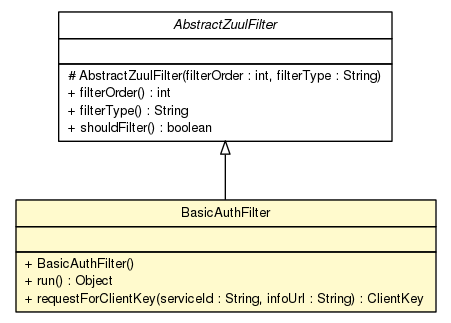 AbstractZuulFilter
# AbstractZuulFilter(filterOrder : int, filterType : String)
+ filterOrder() : int
+ filterType() : String
+ shouldFilter() : boolean
BasicAuthFilter
+ BasicAuthFilter()
+ run() : Object
+ requestForClientKey(serviceId : String, infoUrl : String) : ClientKey